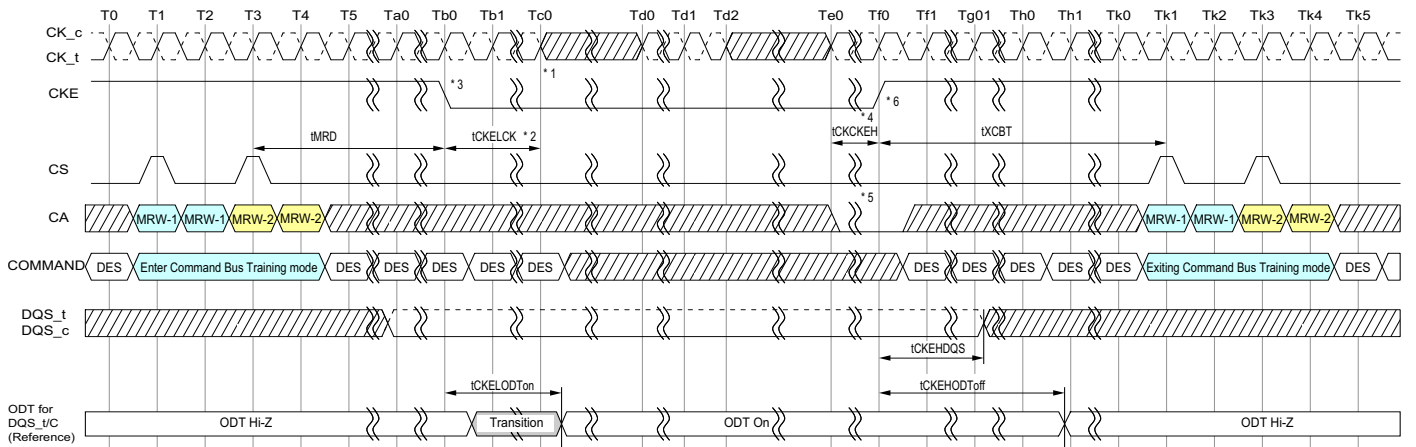 T0 T1 T2 T3 T4 T5 Ta0 Tb0 Tb1 Tc0 Td0 Td1 Td2 Te0 Tf0 Tf1 Tg01 Th0 Th1 Tk0 Tk1 Tk2 Tk3 Tk4 Tk5
CK_c
CK_t
* 1
CKE
* 3
* 6
* 4
tMRD
tCKELCK * 2
tCKCKEH
tXCBT
CS
* 5
CA
MRW-1 MRW-1 MRW-2 MRW-2 MRW-1 MRW-1 MRW-2 MRW-2
COMMAND
DES Enter Command Bus Training mode DES DES DES DES DES DES DES DES DES DES Exiting Command Bus Training mode DES
DQS_t
DQS_c
tCKEHDQS
tCKELODTon
tCKEHODToff
ODT for
DQS_t/C
(Reference)
ODT Hi-Z Transition ODT On ODT Hi-Z